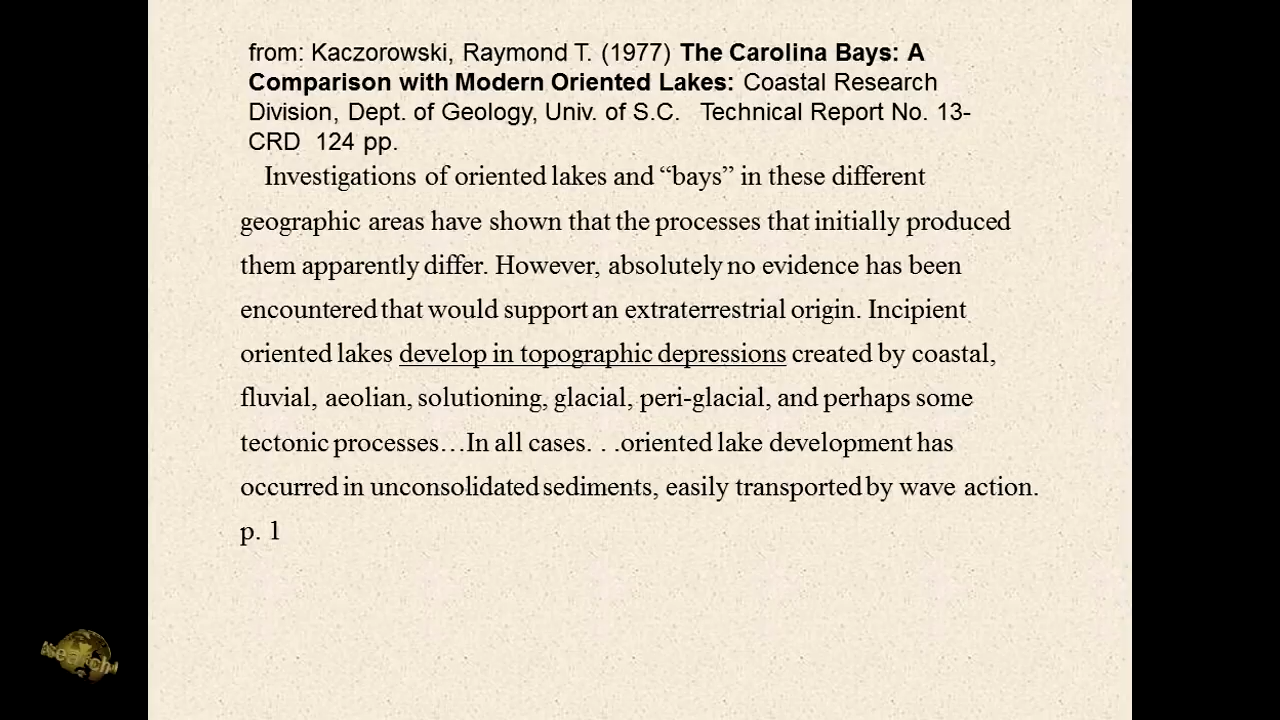 from: Kaczorowski, Raymond T. (1977) The Carolina Bays: A
Comparison with Modern Oriented Lakes: Coastal Research
Division, Dept. of Geology, Univ. of S.C. Technical Report No. 13-
CRD 124 pp.
Investigations of oriented lakes and “bays” in these different
geographic areas have shown that the processes that initially produced
them apparently differ. However, absolutely no evidence has been
encountered that would support an extraterrestrial origin. Incipient
oriented lakes develop in topographic depressions created by coastal,
fluvial, aeolian, solutioning, glacial, peri-glacial, and perhaps some
tectonic processes…In all cases. . .oriented lake development has
occurred in unconsolidated sediments, easily transported by wave action.
p. 1